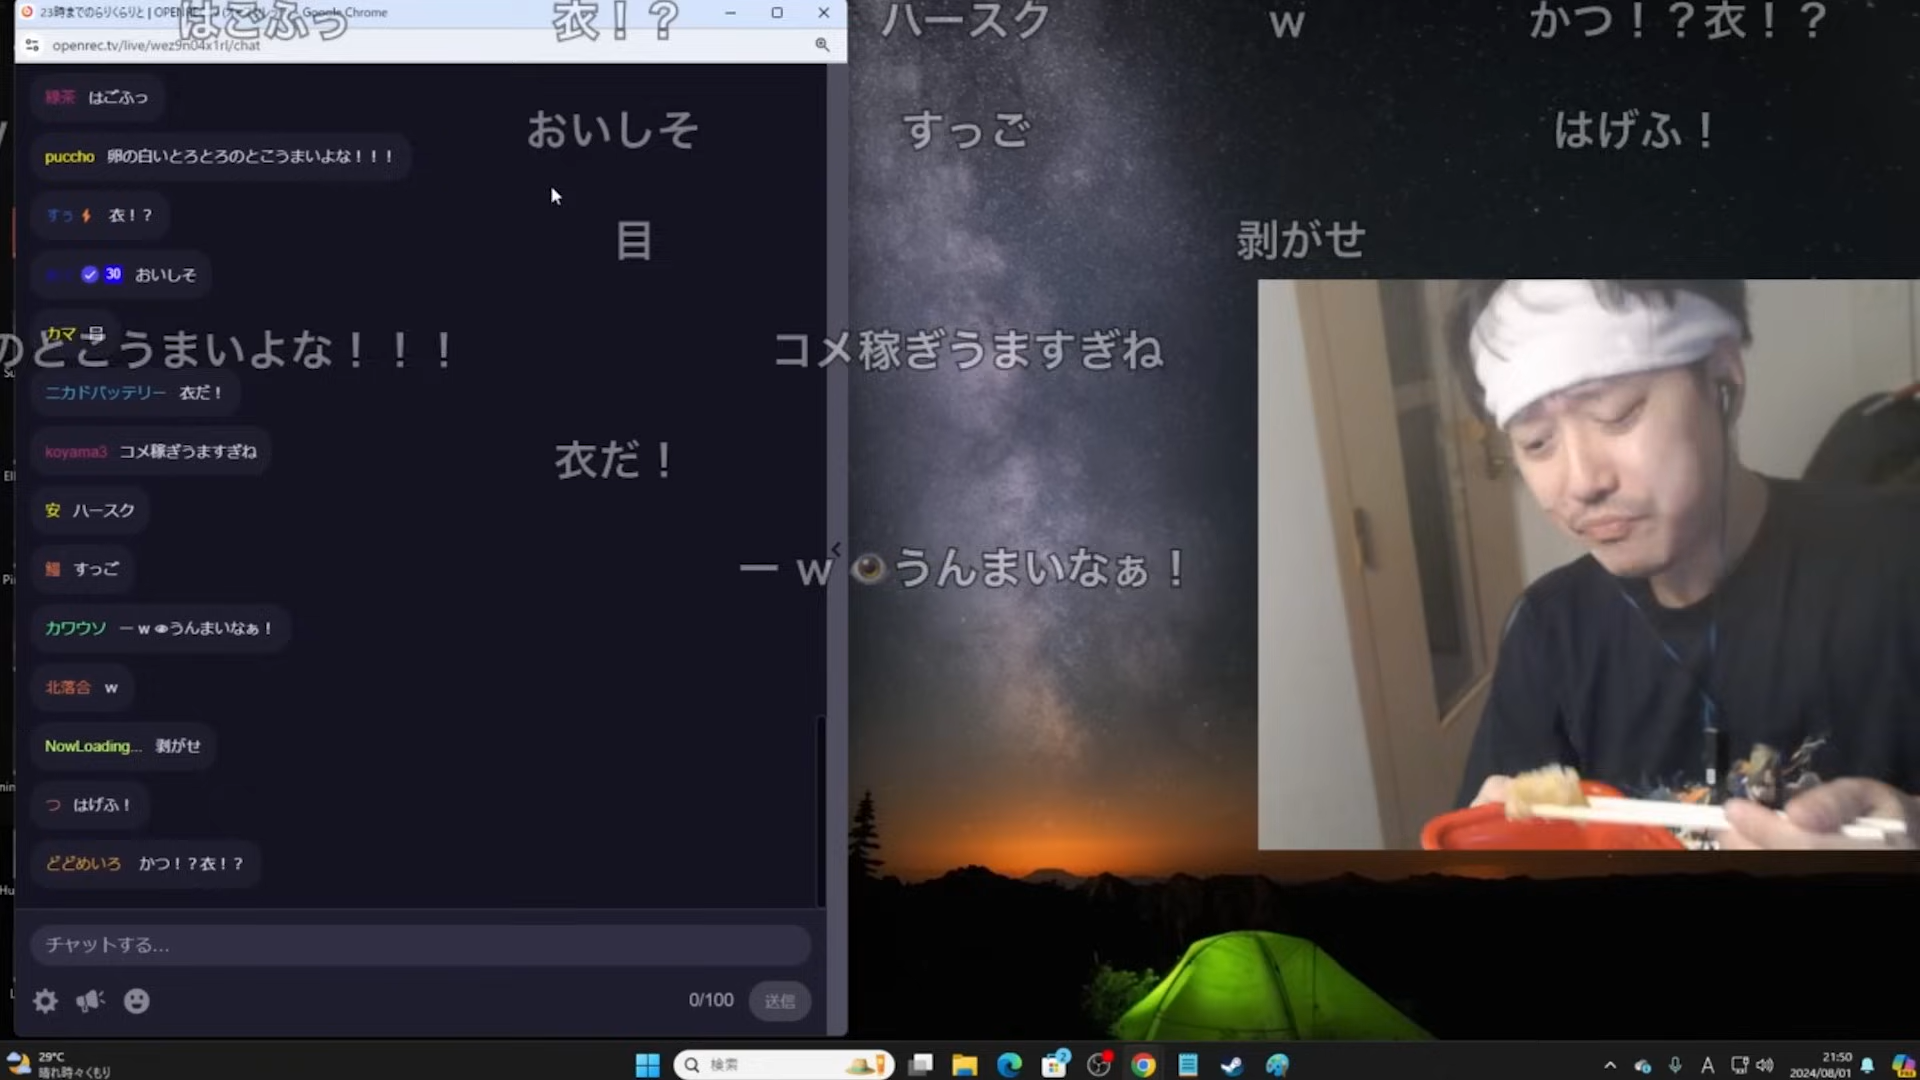 23時までのらりくらりと | OPENRE
Google Chrome
openrec.tv/live/wez9n04x1rl/chat
はごふっ
衣！？
ハースク
w
かつ！？衣！？
おいしそ
すっご
はげふ！
目
剥がせ
のとこうまいよな！！！
コメ稼ぎうますぎね
衣だ！
ー w 👁うんまいなぁ！
緑茶 はごふっ
puccho 卵の白いとろとろのとこうまいよな！！！
すぅ⚡ 衣！？
30 おいしそ
カマ 目
ニカドバッテリー 衣だ！
koyama3 コメ稼ぎうますぎね
安 ハースク
鰻 すっご
カワウソ ー w 👁うんまいなぁ！
北落合 w
NowLoading... 剥がせ
つ はげふ！
どどめいろ かつ！？衣！？
チャットする...
0/100 送信
29°C
晴れ時々くもり
検索
2
A
21:50
2024/08/01